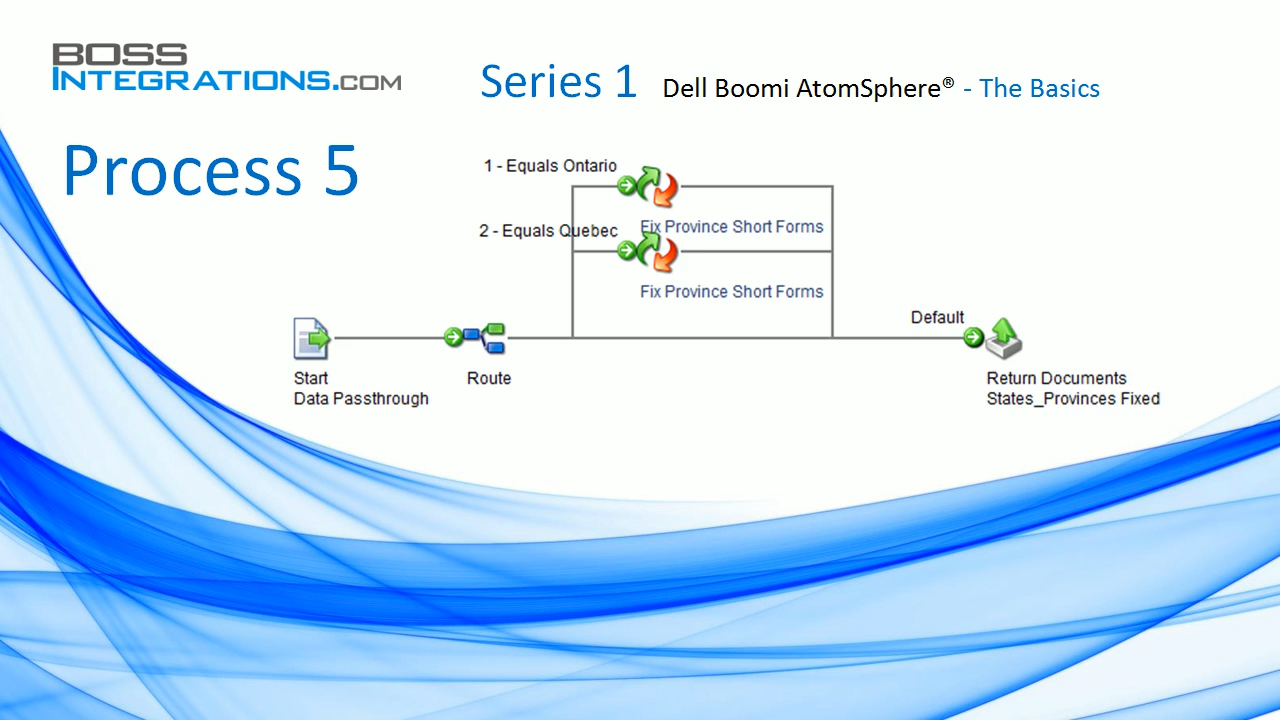 BOSS
INTEGRATIONS.COM
Series 1 Dell Boomi AtomSphere® - The Basics
Process 5
1 - Equals Ontario
Fix Province Short Forms
2 - Equals Quebec
Fix Province Short Forms
Default
Start
Data Passthrough
Route
Return Documents
States_Provinces Fixed